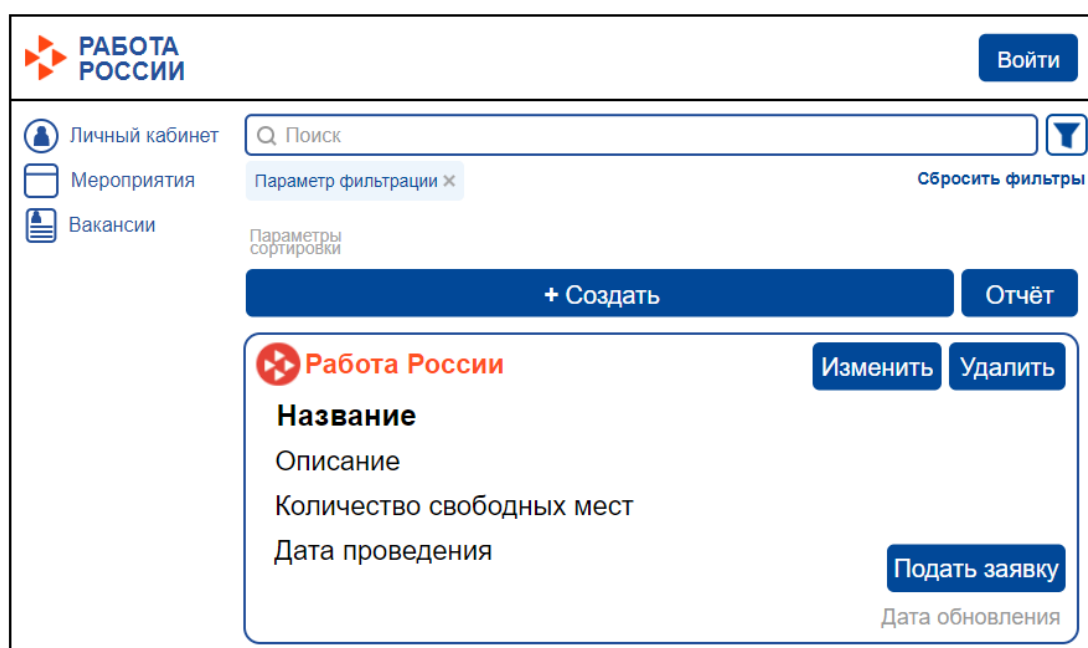 РАБОТА
РОССИИ
Войти
Личный кабинет
Поиск
Мероприятия
Параметр фильтрации ×
Сбросить фильтры
Вакансии
Параметры
сортировки
+ Создать
Отчёт
Работа России
Изменить
Удалить
Название
Описание
Количество свободных мест
Дата проведения
Подать заявку
Дата обновления